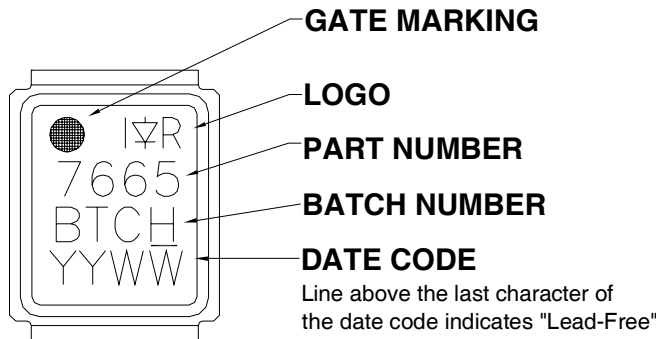 GATE MARKING
LOGO
I R
PART NUMBER
7665
BATCH NUMBER
BTCH
DATE CODE
YYWW
Line above the last character of
the date code indicates "Lead-Free"